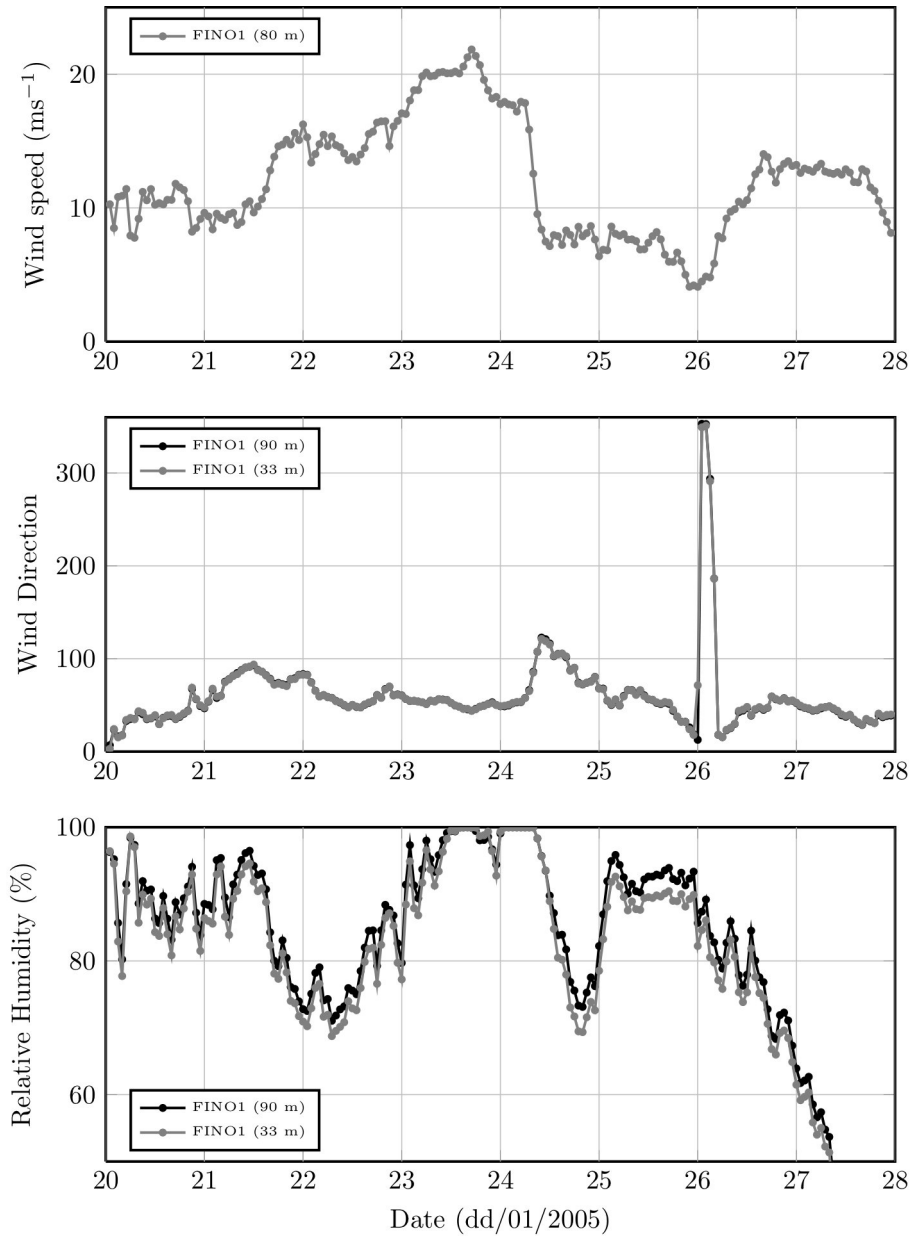 FINO1 (80 m)
Wind speed (ms⁻¹)
20
10
0
20 21 22 23 24 25 26 27 28
FINO1 (90 m)
FINO1 (33 m)
Wind Direction
300
200
100
0
20 21 22 23 24 25 26 27 28
100
80
60
Relative Humidity (%)
FINO1 (90 m)
FINO1 (33 m)
20 21 22 23 24 25 26 27 28
Date (dd/01/2005)